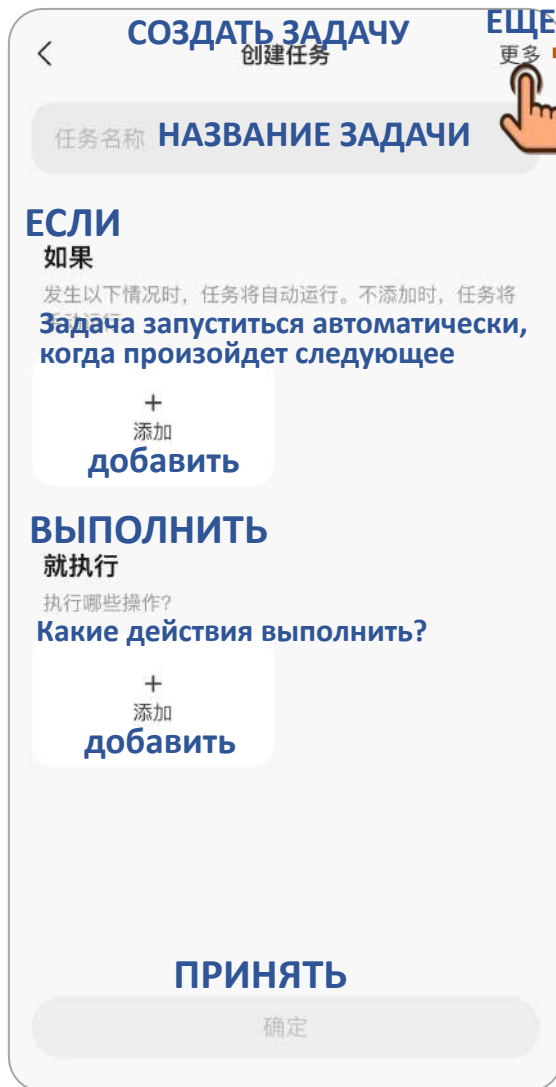 СОЗДАТЬ ЗАДАЧУ
ЕЩЕ
创建任务
更多
任务名称 НАЗВАНИЕ ЗАДАЧИ
ЕСЛИ
如果
发生以下情况时，任务将自动运行。不添加时，任务将
Задача запуститься автоматически,
когда произойдет следующее
+
添加
добавить
ВЫПОЛНИТЬ
就执行
执行哪些操作?
Какие действия выполнить?
+
添加
добавить
ПРИНЯТЬ
确定